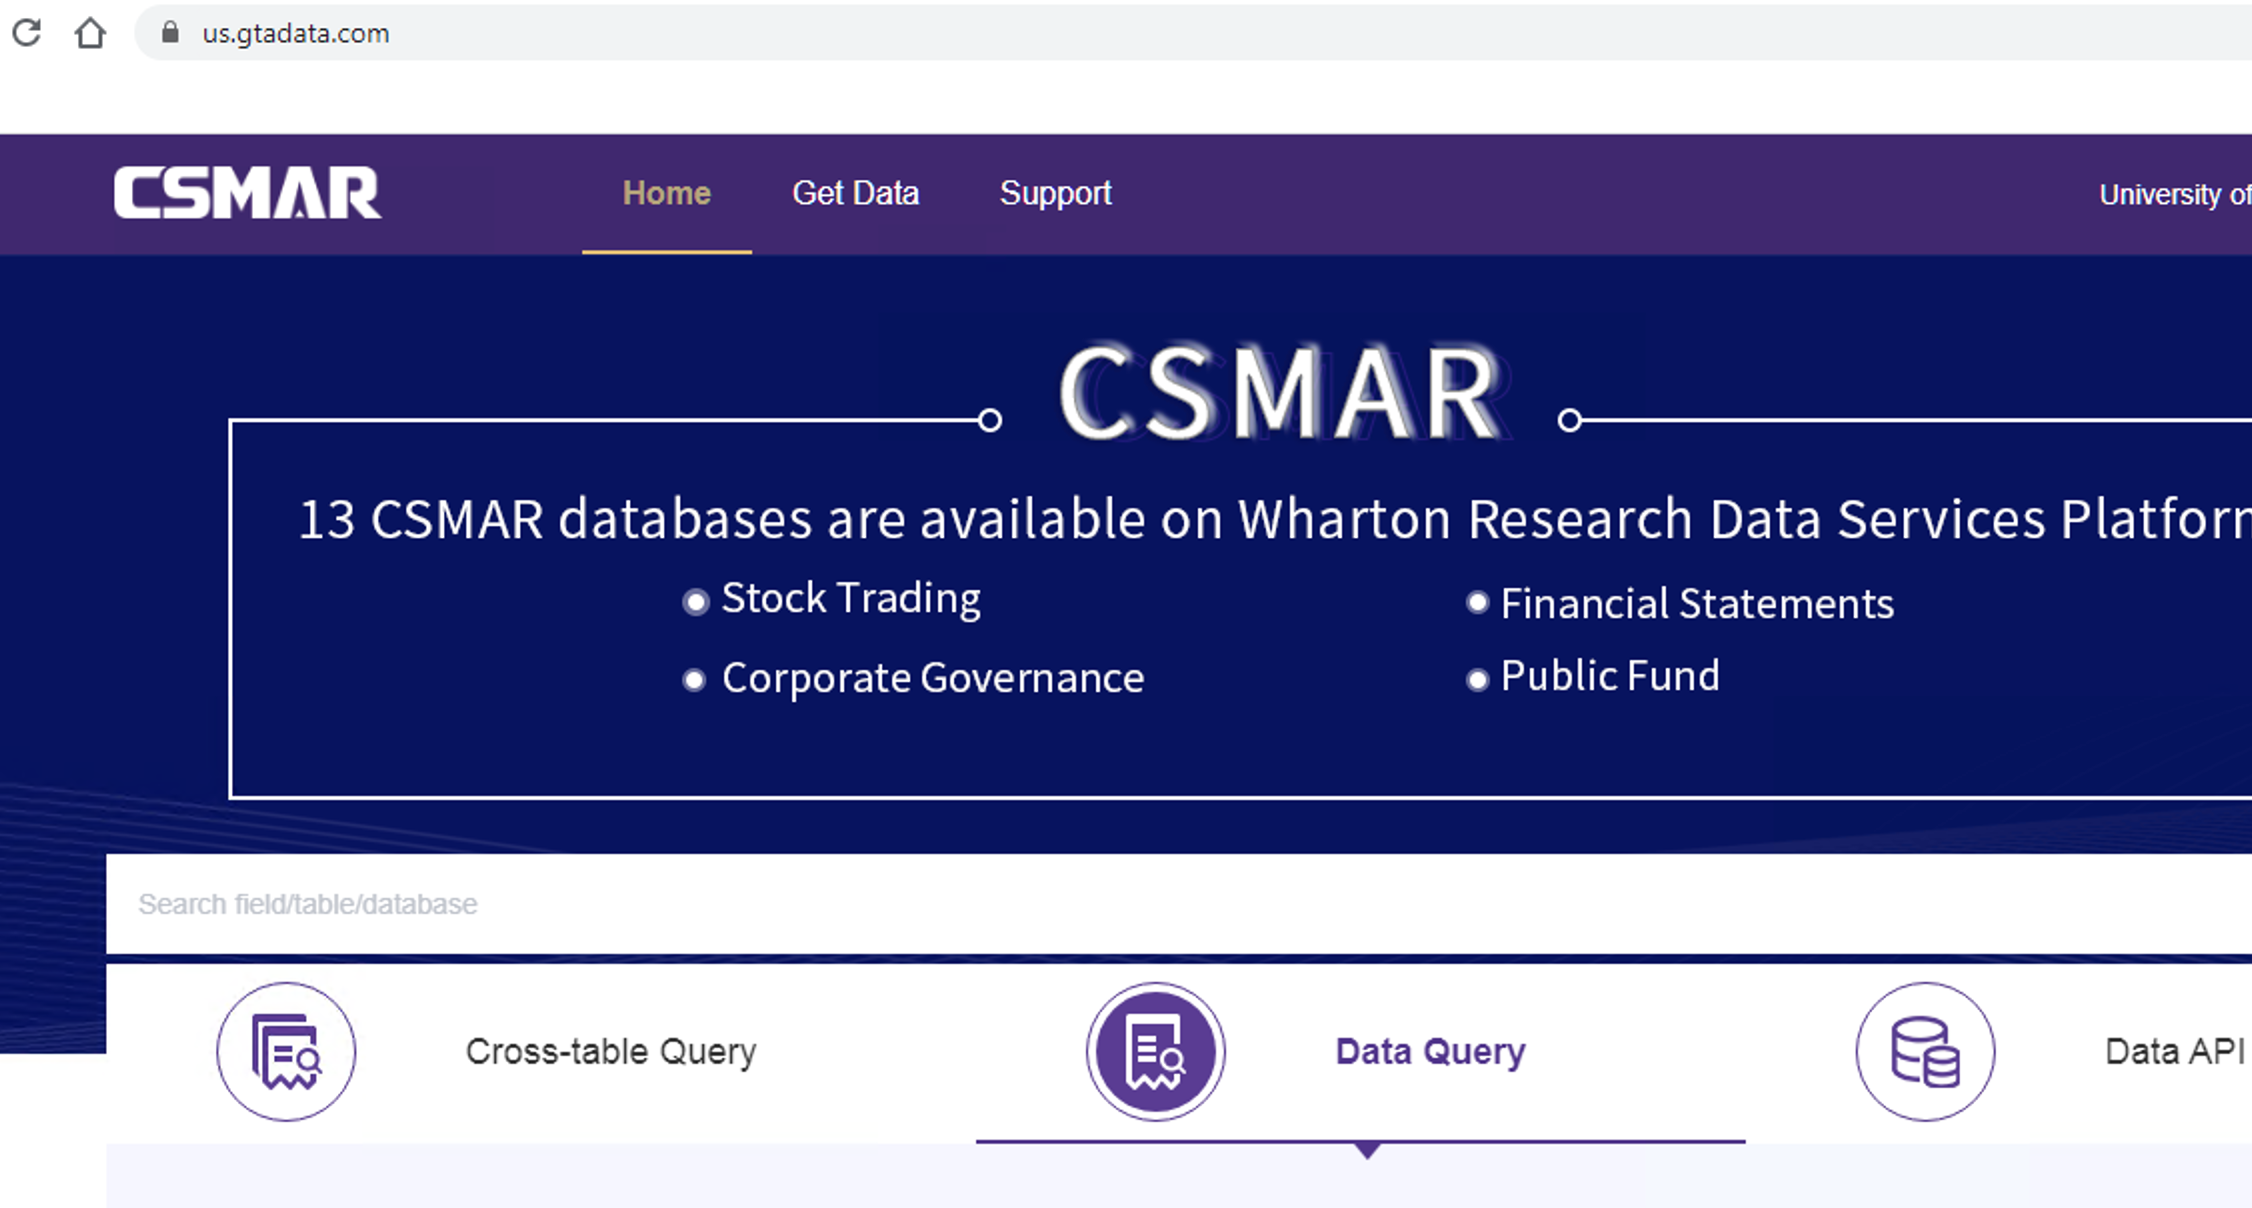 us.gtadata.com
CSMAR Home Get Data Support University of
CSMAR
13 CSMAR databases are available on Wharton Research Data Services
Stock Trading Financial Statements
Corporate Governance Public Fund
Search field/table/database
Cross-table Query Data Query Data API